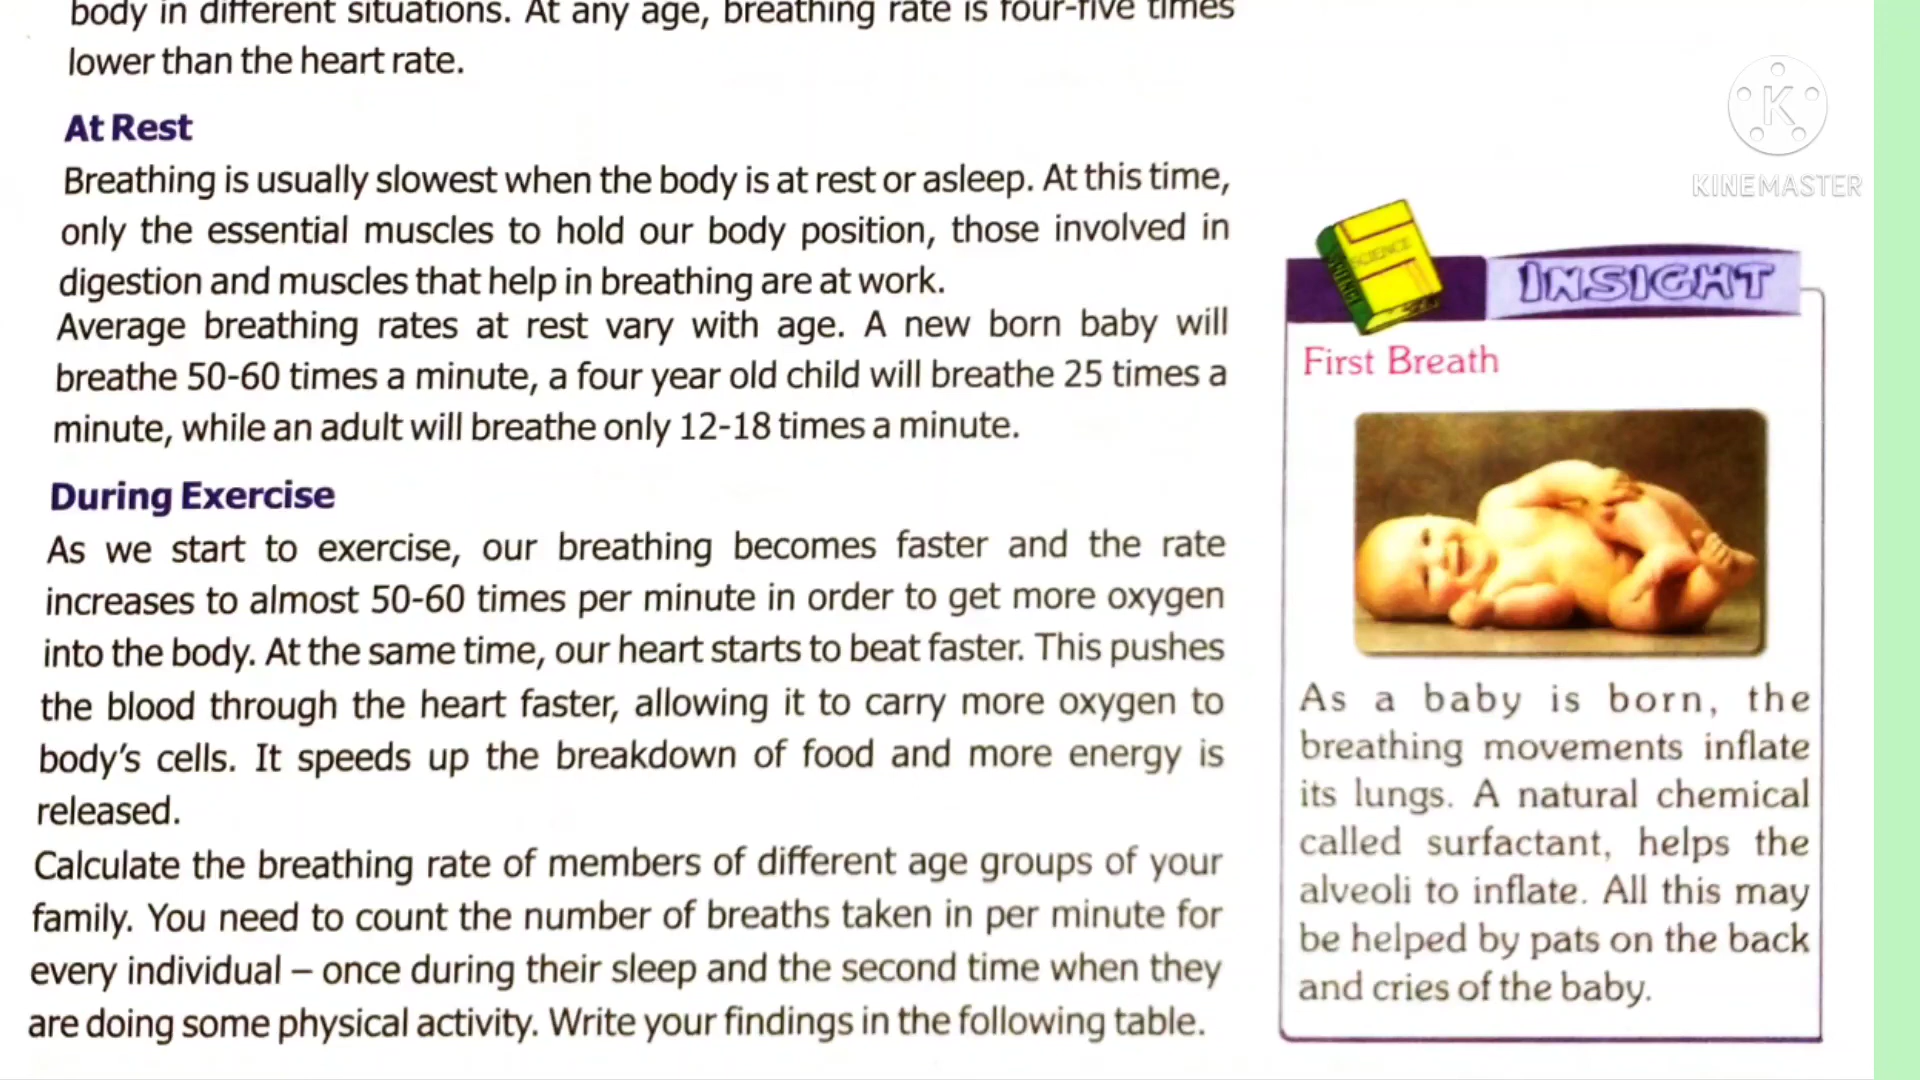 body in different situations. At any age, breathing rate is four-five times
lower than the heart rate.
At Rest
Breathing is usually slowest when the body is at rest or asleep. At this time,
only the essential muscles to hold our body position, those involved in
digestion and muscles that help in breathing are at work.
Average breathing rates at rest vary with age. A new born baby will
breathe 50-60 times a minute, a four year old child will breathe 25 times a
minute, while an adult will breathe only 12-18 times a minute.
During Exercise
As we start to exercise, our breathing becomes faster and the rate
increases to almost 50-60 times per minute in order to get more oxygen
into the body. At the same time, our heart starts to beat faster. This pushes
the blood through the heart faster, allowing it to carry more oxygen to
body's cells. It speeds up the breakdown of food and more energy is
released.
Calculate the breathing rate of members of different age groups of your
family. You need to count the number of breaths taken in per minute for
every individual – once during their sleep and the second time when they
are doing some physical activity. Write your findings in the following table.
K
KINEMASTER
SCIENCE
INSIGHT
First Breath
As a baby is born, the
breathing movements inflate
its lungs. A natural chemical
called surfactant, helps the
alveoli to inflate. All this may
be helped by pats on the back
and cries of the baby.